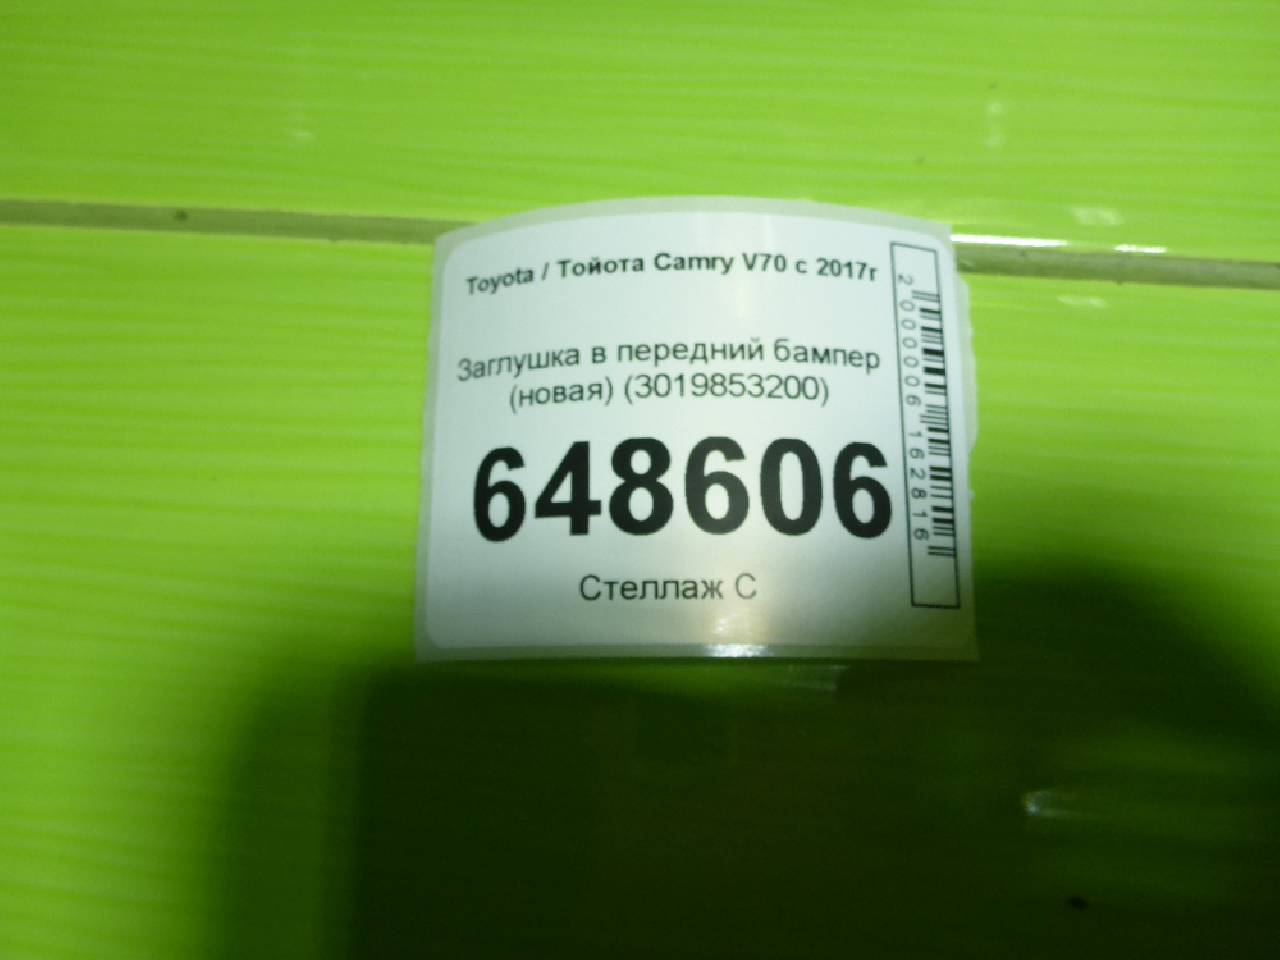 Toyota / Тойота Camry V70 с 2017г
Заглушка в передний бампер
(новая) (3019853200)
648606
Стеллаж С
2000006162816